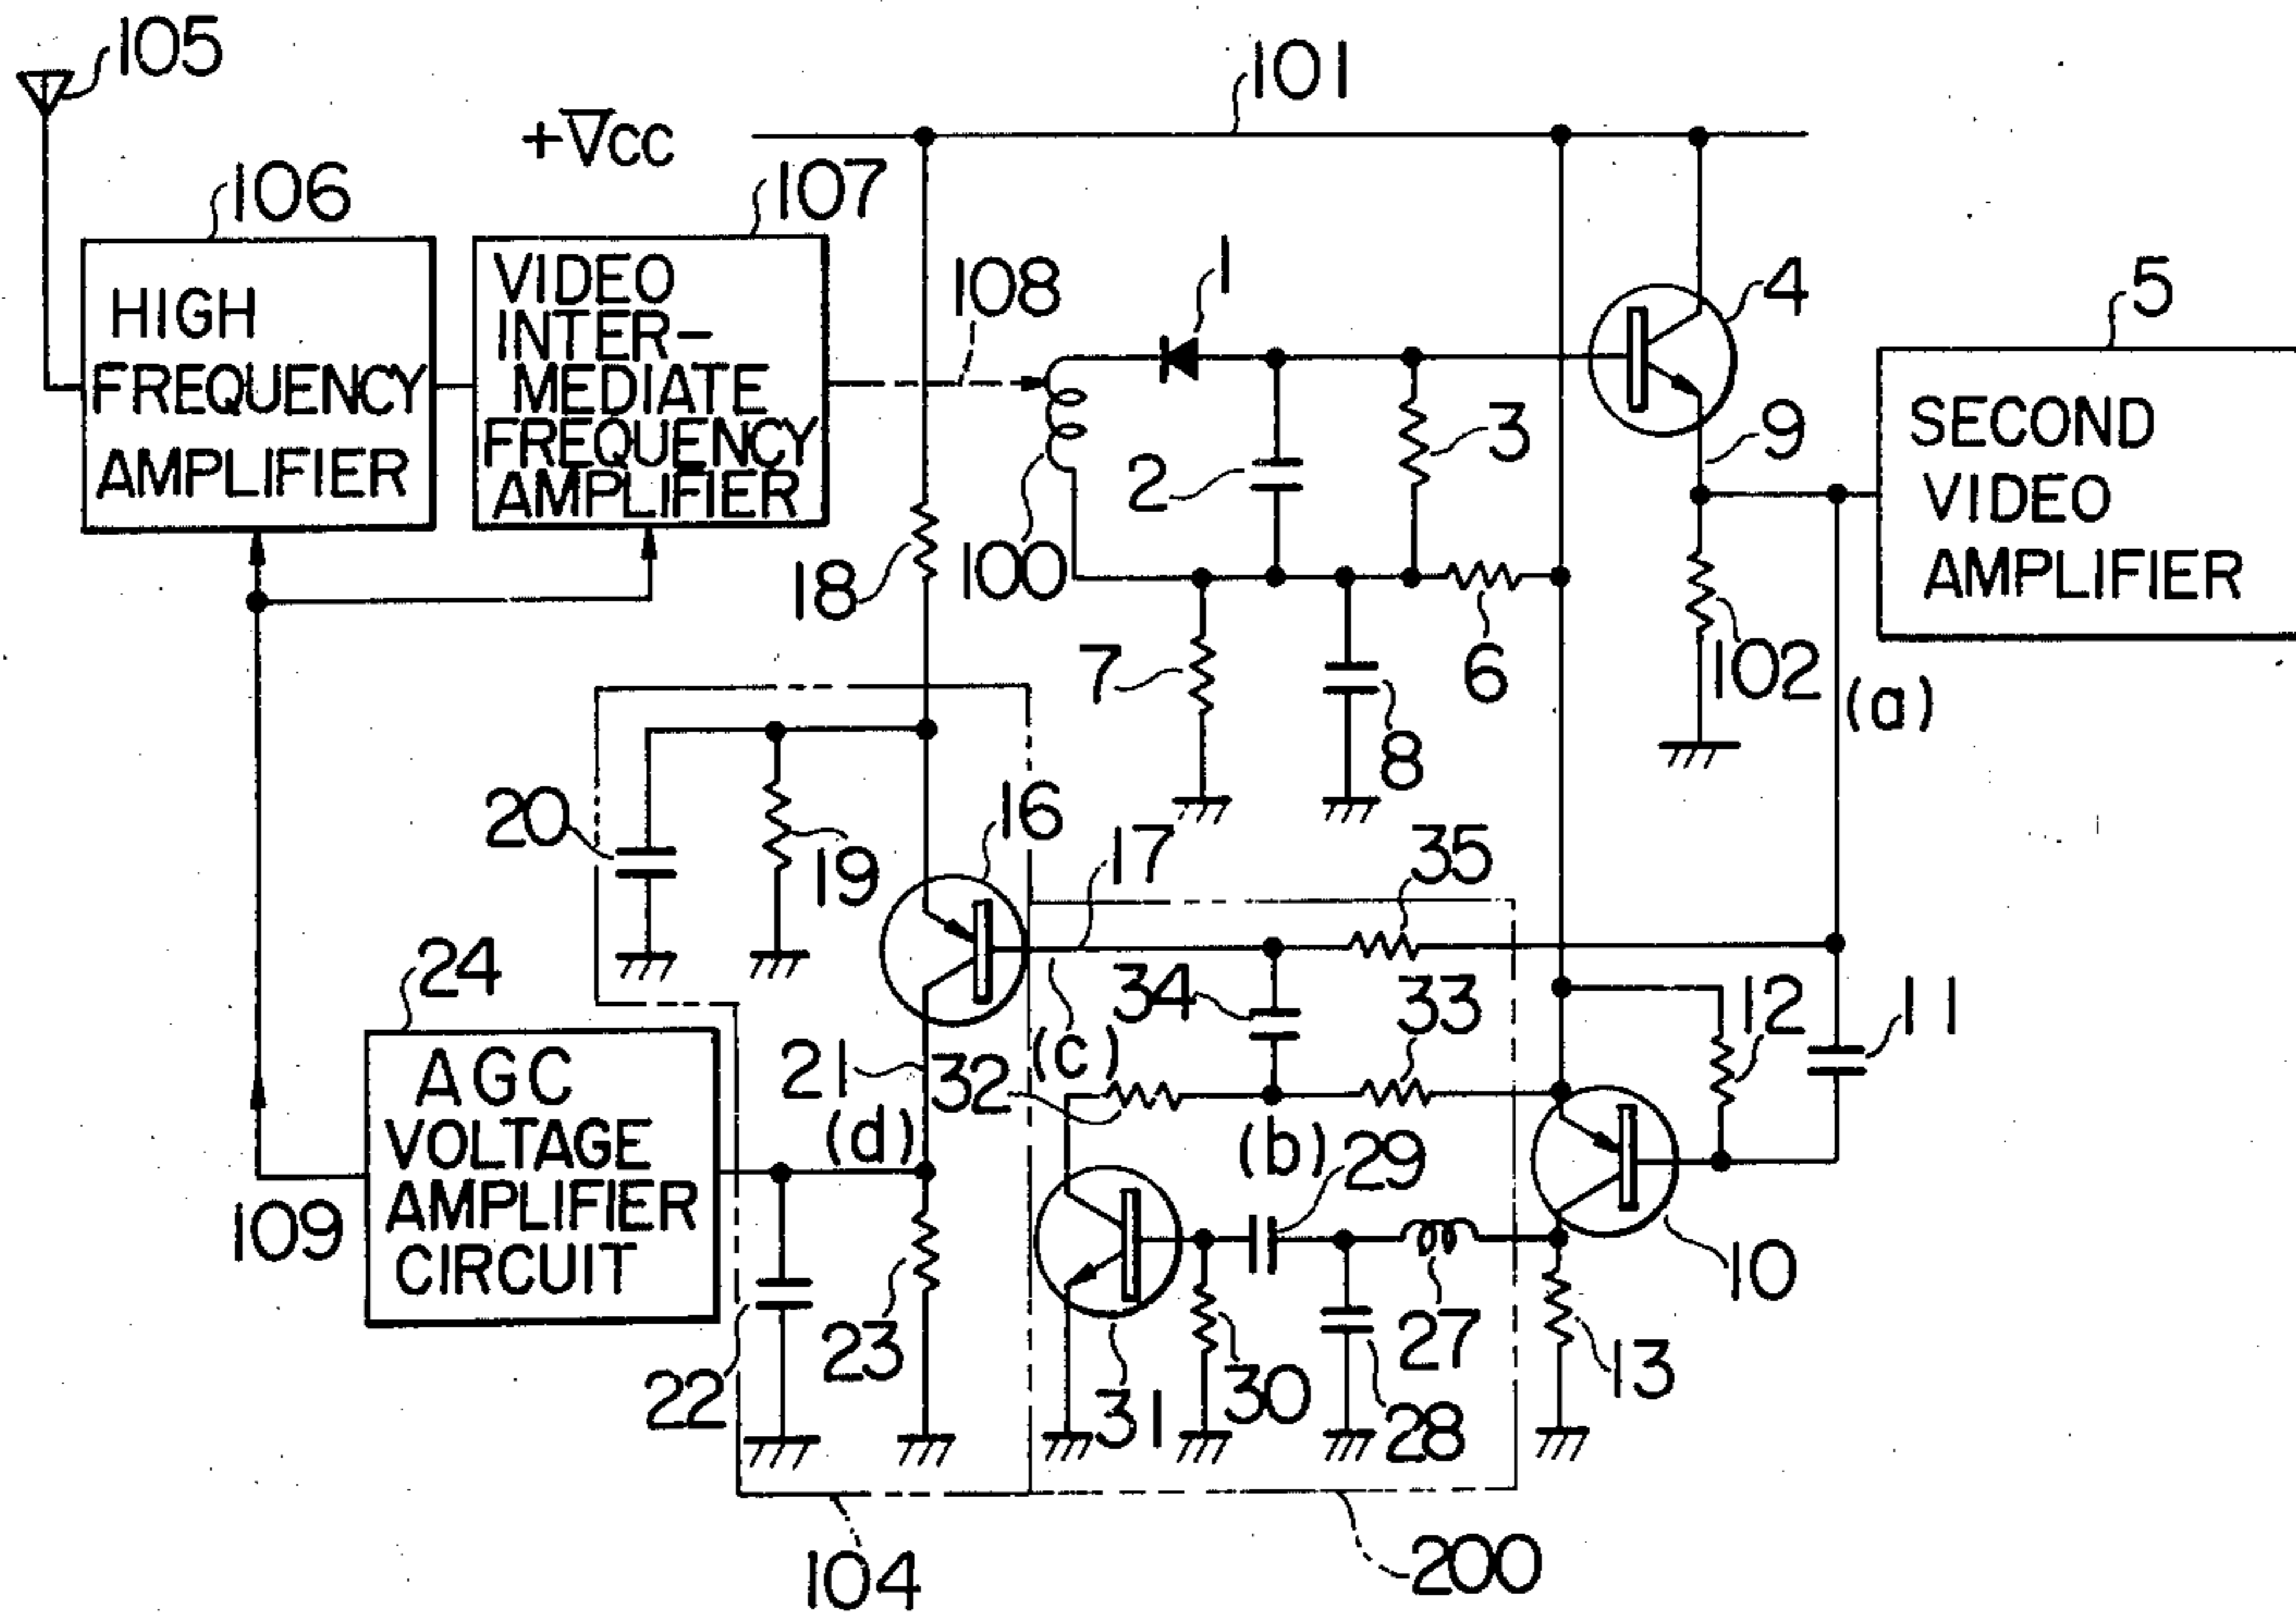 105
101
+Vcc
106
107
HIGH
FREQUENCY
AMPLIFIER
VIDEO
INTER-
MEDIATE
FREQUENCY
AMPLIFIER
108
1
4
5
SECOND
VIDEO
AMPLIFIER
2
3
9
18
100
7
8
6
102
(a)
20
19
16
17
35
24
AGC
VOLTAGE
AMPLIFIER
CIRCUIT
21
(d)
32
(c)
34
33
12
11
(b)
29
109
10
22
23
31
30
28
27
13
104
200